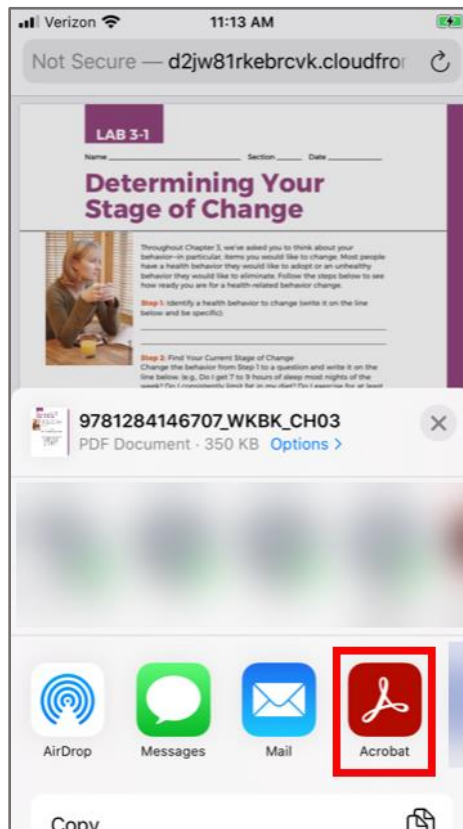 Verizon 11:13 AM
Not Secure — d2jw81rkebrcvk.cloudfror
LAB 3-1
Name Section Date
Determining Your
Stage of Change
Throughout Chapter 3, we've asked you to think about your
behavior—in particular, items you would like to change. Most people
have a health behavior they would like to adopt or an unhealthy
behavior they would like to eliminate. Follow the steps below to see
how ready you are for a health-related behavior change.
Step 1: Identify a health behavior to change (write it on the line
below and be specific):
Step 2: Find Your Current Stage of Change
Change the behavior from Step 1 to a question and write it on the
line below. (e.g., Do I get 7 to 9 hours of sleep most nights of the
week? Do I consistently limit fat in my diet? Do I exercise for at least
9781284146707_WKBK_CH03
PDF Document · 350 KB Options >
AirDrop Messages Mail Acrobat
Copy